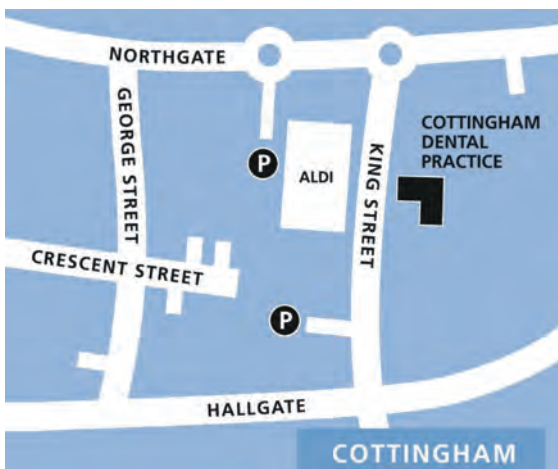 NORTHGATE
GEORGE STREET
COTTINGHAM
DENTAL
PRACTICE
P
ALDI
KING STREET
CRESCENT STREET
P
HALLGATE
COTTINGHAM